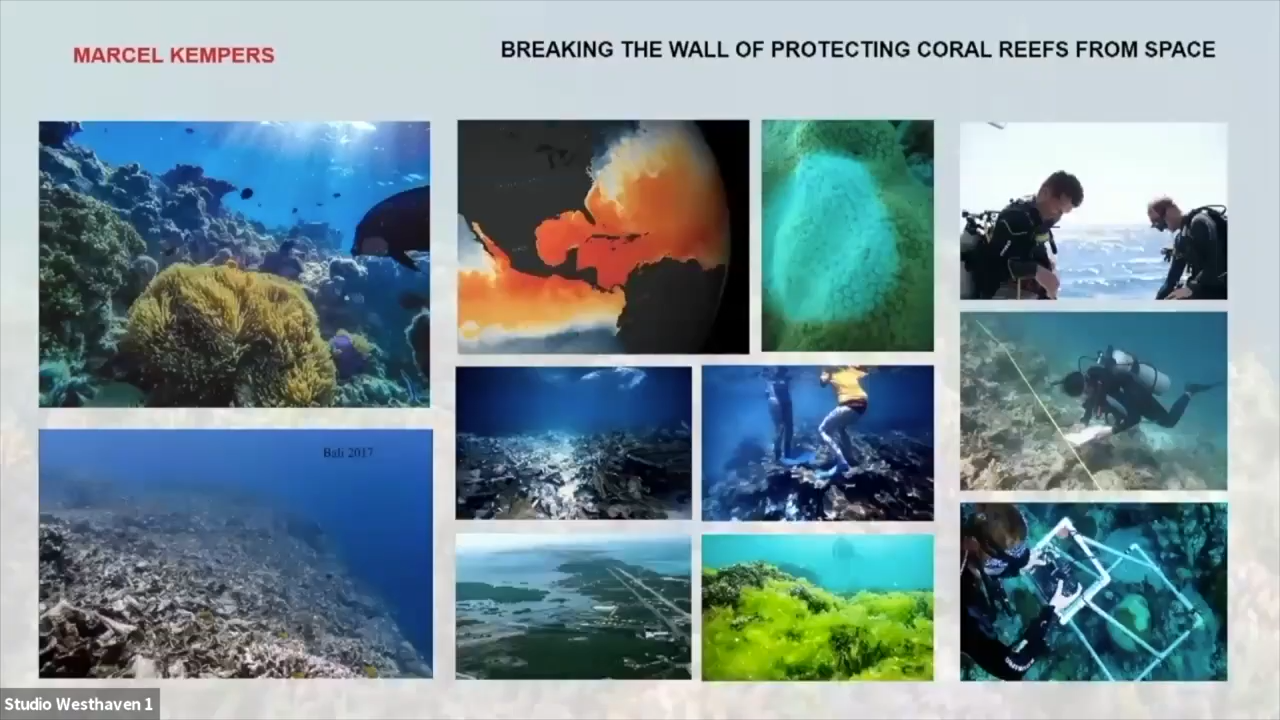 MARCEL KEMPERS
BREAKING THE WALL OF PROTECTING CORAL REEFS FROM SPACE
Bali 2017
Studio Westhaven 1